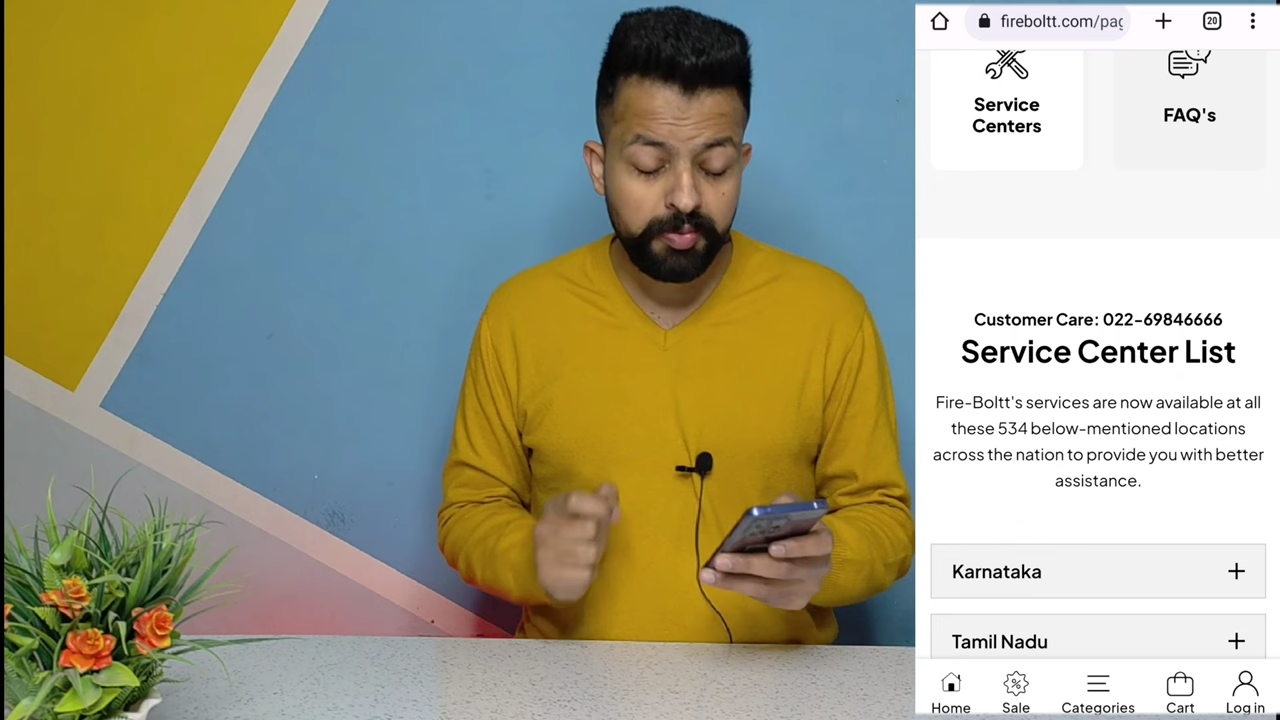 fireboltt.com/pag
20
Service
Centers
FAQ's
Customer Care: 022-69846666
Service Center List
Fire-Boltt's services are now available at all
these 534 below-mentioned locations
across the nation to provide you with better
assistance.
Karnataka
Tamil Nadu
Home
Sale
Categories
Cart
Log in